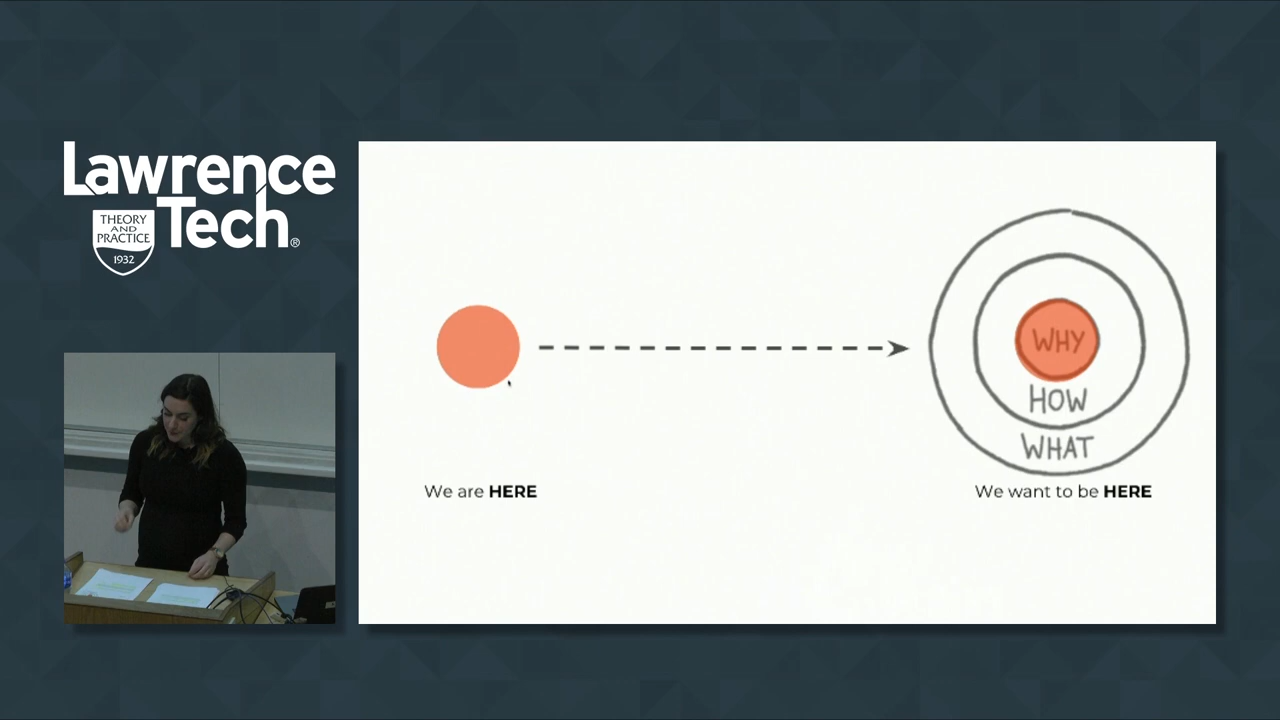 Lawrence
Tech®
THEORY
AND
PRACTICE
1932
WHY
HOW
WHAT
We are HERE
We want to be HERE